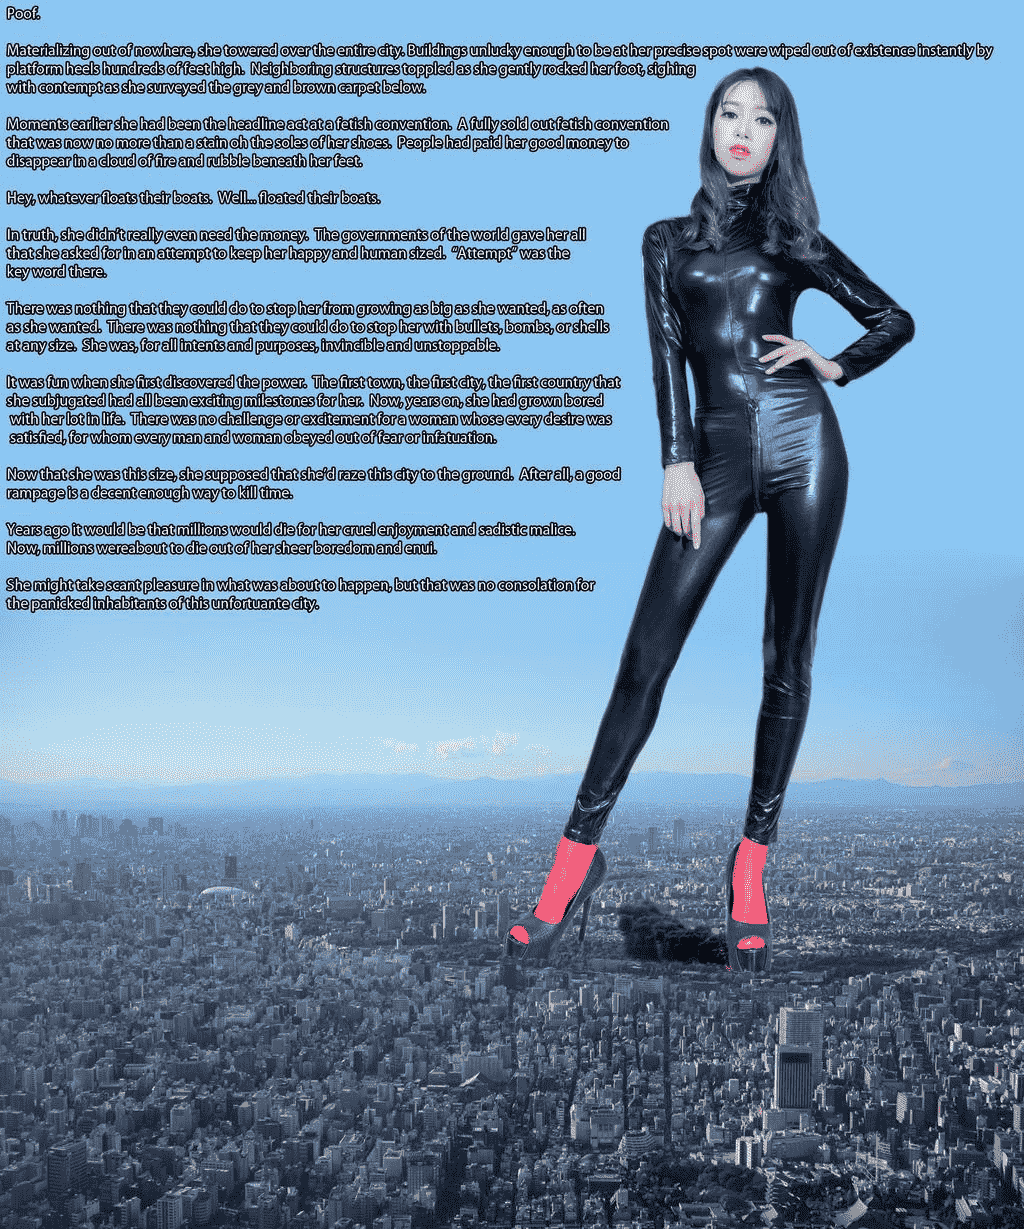 Poof.
Materializing out of nowhere, she towered over the entire city. Buildings unlucky enough to be at her precise spot were wiped out of existence instantly by
platform heels hundreds of feet high. Neighboring structures toppled as she gently rocked her foot, sighing
with contempt as she surveyed the grey and brown carpet below.
Moments earlier she had been the headline act at a fetish convention. A fully sold out fetish convention
that was now no more than a stain oh the soles of her shoes. People had paid her good money to
disappear in a cloud of fire and rubble beneath her feet.
Hey, whatever floats their boats. Well... floated their boats.
In truth, she didn't really even need the money. The governments of the world gave her all
that she asked for in an attempt to keep her happy and human sized. "Attempt" was the
key word there.
There was nothing that they could do to stop her from growing as big as she wanted, as often
as she wanted. There was nothing that they could do to stop her with bullets, bombs, or shells
at any size. She was, for all intents and purposes, invincible and unstoppable.
It was fun when she first discovered the power. The first town, the first city, the first country that
she subjugated had all been exciting milestones for her. Now, years on, she had grown bored
with her lot in life. There was no challenge or excitement for a woman whose every desire was
satisfied, for whom every man and woman obeyed out of fear or infatuation.
Now that she was this size, she supposed that she'd raze this city to the ground. After all, a good
rampage is a decent enough way to kill time.
Years ago it would be that millions would die for her cruel enjoyment and sadistic malice.
Now, millions wereabout to die out of her sheer boredom and enui.
She might take scant pleasure in what was about to happen, but that was no consolation for
the panicked inhabitants of this unfortuante city.